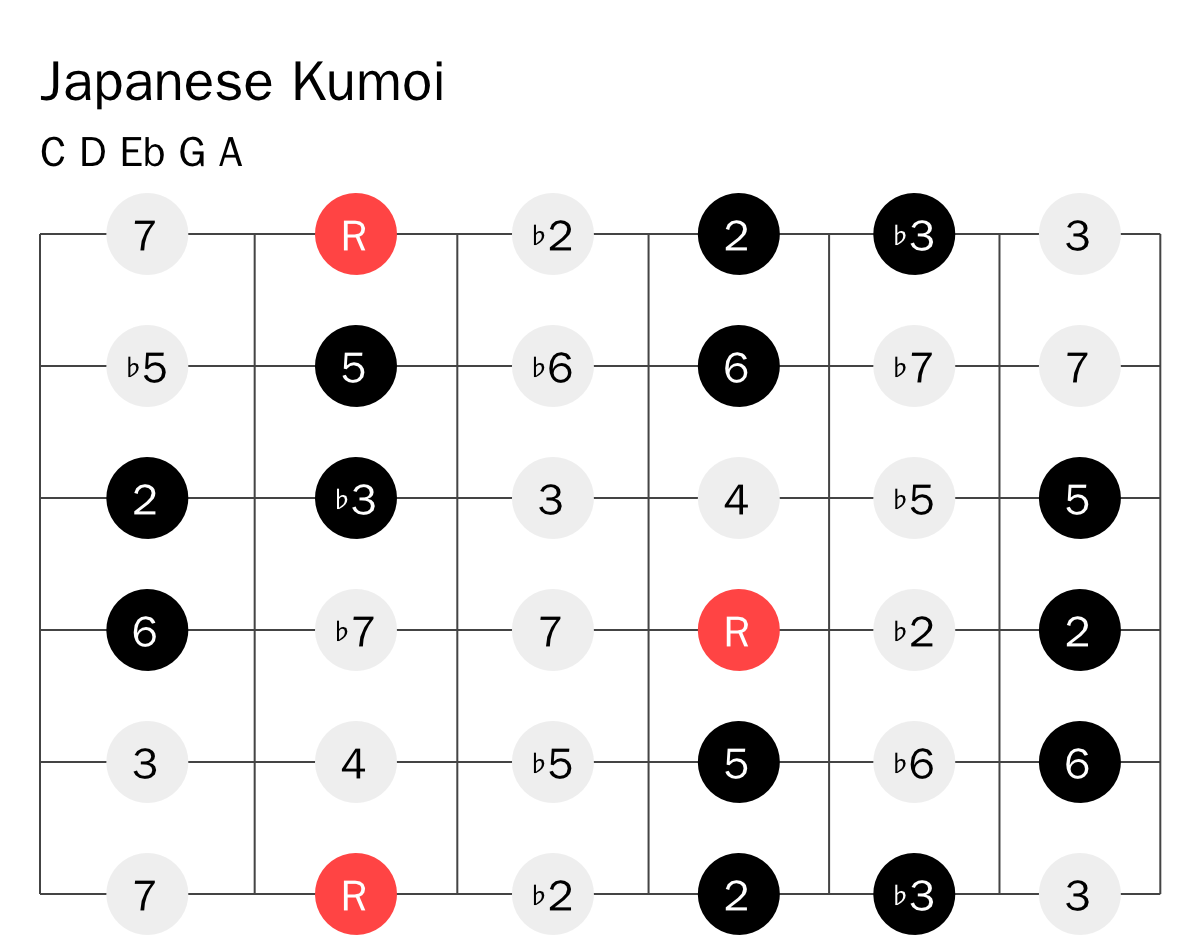 Japanese Kumoi
C D Eb G A
7 R ♭2 2 ♭3 3
♭5 5 ♭6 6 ♭7 7
2 ♭3 3 4 ♭5 5
6 ♭7 7 R ♭2 2
3 4 ♭5 5 ♭6 6
7 R ♭2 2 ♭3 3